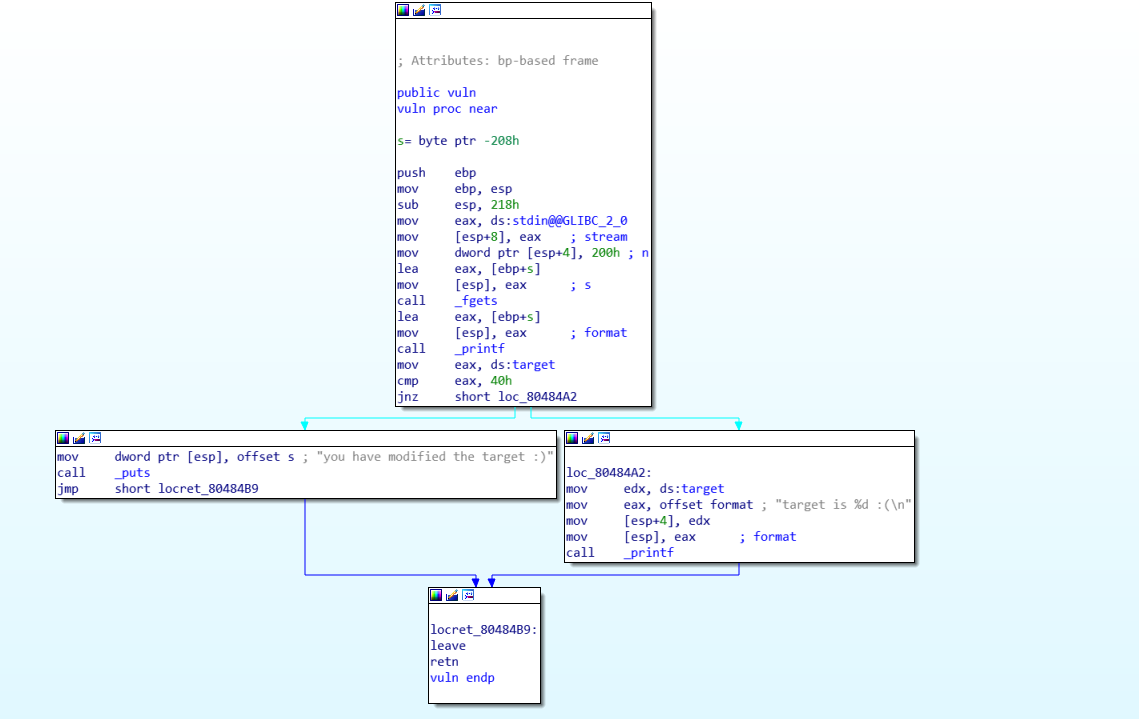 ; Attributes: bp-based frame
public vuln
vuln proc near
s= byte ptr -208h
push ebp
mov ebp, esp
sub esp, 218h
mov eax, ds:stdin@@GLIBC_2_0
mov [esp+8], eax ; stream
mov dword ptr [esp+4], 200h ; n
lea eax, [ebp+s]
mov [esp], eax ; s
call _fgets
lea eax, [ebp+s]
mov [esp], eax ; format
call _printf
mov eax, ds:target
cmp eax, 40h
jnz short loc_80484A2
mov dword ptr [esp], offset s ; "you have modified the target :)"
call _puts
jmp short locret_80484B9
loc_80484A2:
mov edx, ds:target
mov eax, offset format ; "target is %d :(\n"
mov [esp+4], edx
mov [esp], eax ; format
call _printf
locret_80484B9:
leave
retn
vuln endp